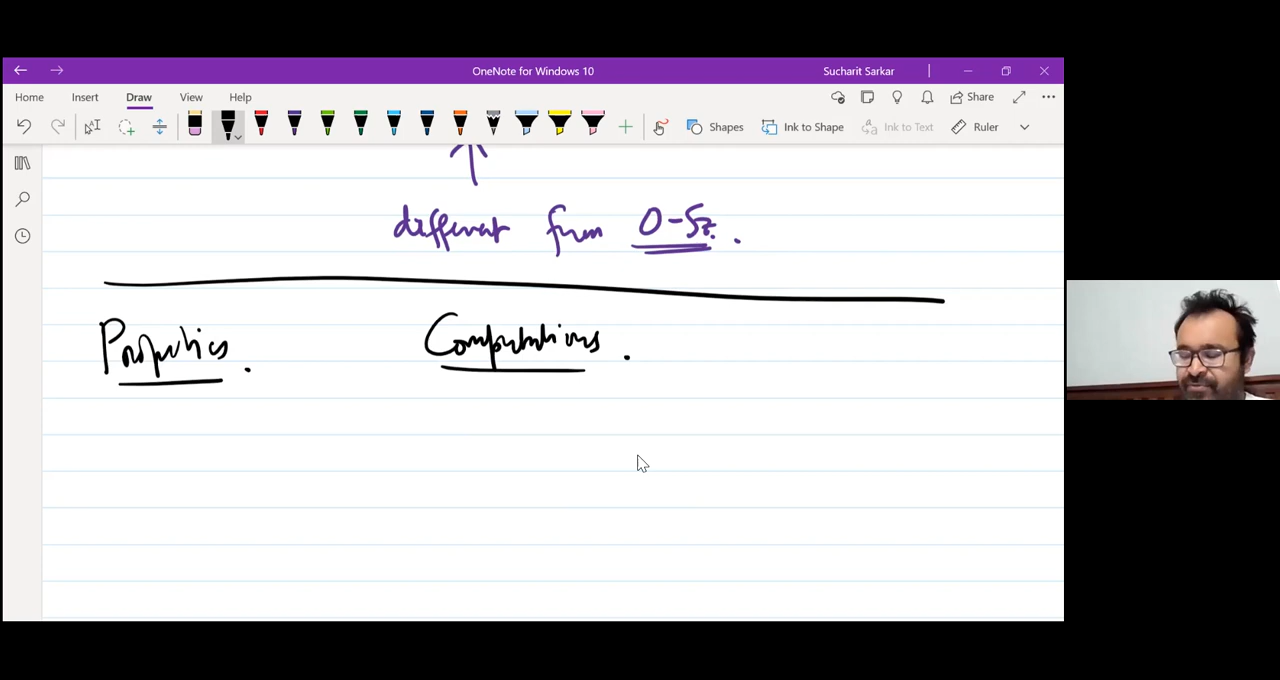 OneNote for Windows 10
Sucharit Sarkar
Home Insert Draw View Help
Share
Shapes Ink to Shape Ink to Text Ruler
different from O-Sz.
Properties. Computations.